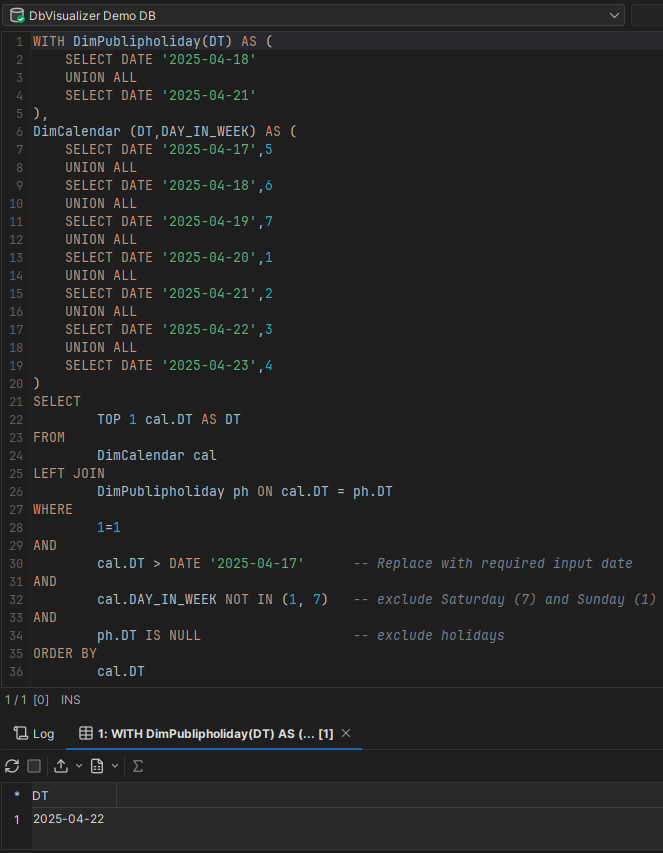 DbVisualizer Demo DB
1 WITH DimPublipholiday(DT) AS (
2     SELECT DATE '2025-04-18'
3     UNION ALL
4     SELECT DATE '2025-04-21'
5 ),
6 DimCalendar (DT,DAY_IN_WEEK) AS (
7     SELECT DATE '2025-04-17',5
8     UNION ALL
9     SELECT DATE '2025-04-18',6
10     UNION ALL
11     SELECT DATE '2025-04-19',7
12     UNION ALL
13     SELECT DATE '2025-04-20',1
14     UNION ALL
15     SELECT DATE '2025-04-21',2
16     UNION ALL
17     SELECT DATE '2025-04-22',3
18     UNION ALL
19     SELECT DATE '2025-04-23',4
20 )
21 SELECT
22         TOP 1 cal.DT AS DT
23 FROM
24         DimCalendar cal
25 LEFT JOIN
26         DimPublipholiday ph ON cal.DT = ph.DT
27 WHERE
28         1=1
29 AND
30         cal.DT > DATE '2025-04-17'      -- Replace with required input date
31 AND
32         cal.DAY_IN_WEEK NOT IN (1, 7)   -- exclude Saturday (7) and Sunday (1)
33 AND
34         ph.DT IS NULL                   -- exclude holidays
35 ORDER BY
36         cal.DT
1 / 1 [0] INS
Log 1: WITH DimPublipholiday(DT) AS (... [1] ×
* DT
1 2025-04-22